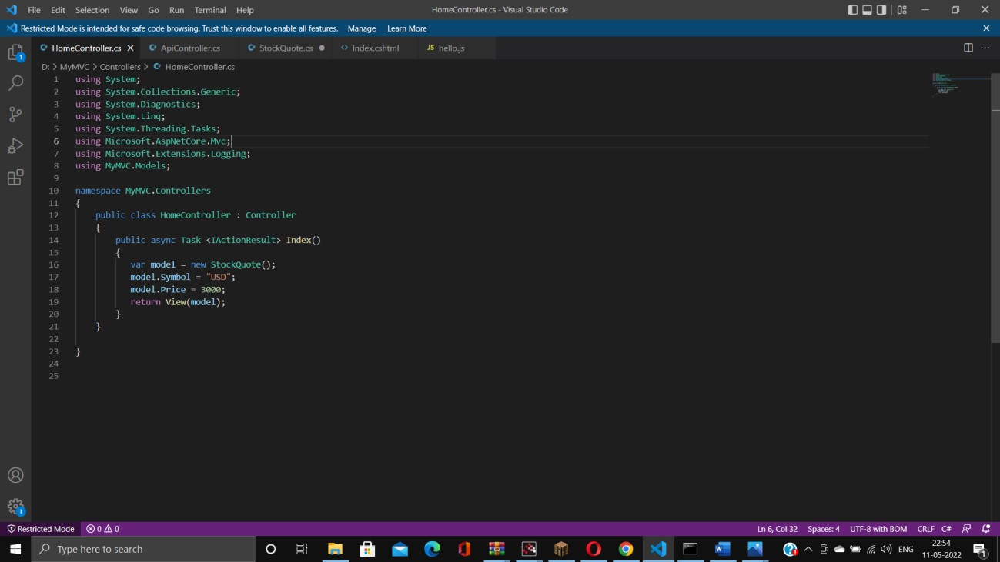 File Edit Selection View Go Run Terminal Help HomeController.cs - Visual Studio Code
Restricted Mode is intended for safe code browsing. Trust this window to enable all features. Manage Learn More
HomeController.cs ApiController.cs StockQuote.cs Index.cshtml JS hello.js
D: > MyMVC > Controllers > HomeController.cs
1 using System;
2 using System.Collections.Generic;
3 using System.Diagnostics;
4 using System.Linq;
5 using System.Threading.Tasks;
6 using Microsoft.AspNetCore.Mvc;
7 using Microsoft.Extensions.Logging;
8 using MyMVC.Models;
9
10 namespace MyMVC.Controllers
11 {
12 public class HomeController : Controller
13 {
14 public async Task <IActionResult> Index()
15 {
16 var model = new StockQuote();
17 model.Symbol = "USD";
18 model.Price = 3000;
19 return View(model);
20 }
21 }
22
23 }
24
25
1
1
Restricted Mode 0 0 Ln 6, Col 32 Spaces: 4 UTF-8 with BOM CRLF C#
Type here to search ENG 22:54
11-05-2022 1